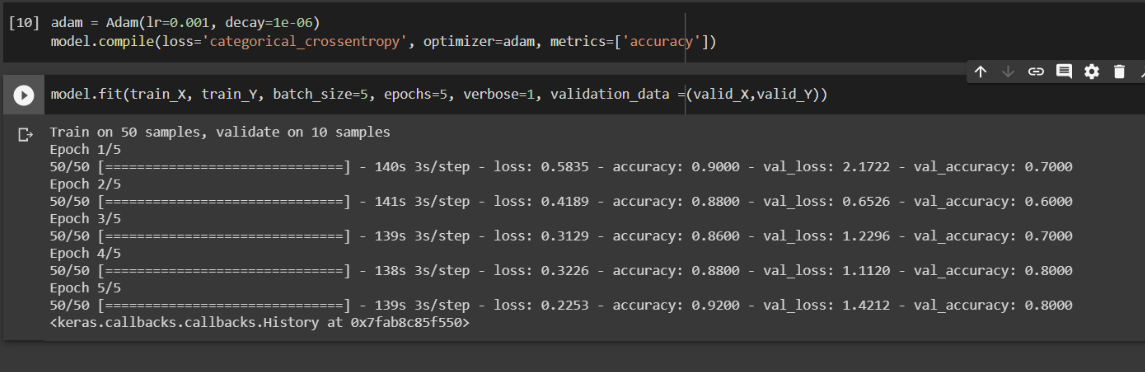 [10] adam = Adam(lr=0.001, decay=1e-06)
model.compile(loss='categorical_crossentropy', optimizer=adam, metrics=['accuracy'])
model.fit(train_X, train_Y, batch_size=5, epochs=5, verbose=1, validation_data =(valid_X,valid_Y))
Train on 50 samples, validate on 10 samples
Epoch 1/5
50/50 [==============================] - 140s 3s/step - loss: 0.5835 - accuracy: 0.9000 - val_loss: 2.1722 - val_accuracy: 0.7000
Epoch 2/5
50/50 [==============================] - 141s 3s/step - loss: 0.4189 - accuracy: 0.8800 - val_loss: 0.6526 - val_accuracy: 0.6000
Epoch 3/5
50/50 [==============================] - 139s 3s/step - loss: 0.3129 - accuracy: 0.8600 - val_loss: 1.2296 - val_accuracy: 0.7000
Epoch 4/5
50/50 [==============================] - 138s 3s/step - loss: 0.3226 - accuracy: 0.8800 - val_loss: 1.1120 - val_accuracy: 0.8000
Epoch 5/5
50/50 [==============================] - 139s 3s/step - loss: 0.2253 - accuracy: 0.9200 - val_loss: 1.4212 - val_accuracy: 0.8000
<keras.callbacks.callbacks.History at 0x7fab8c85f550>